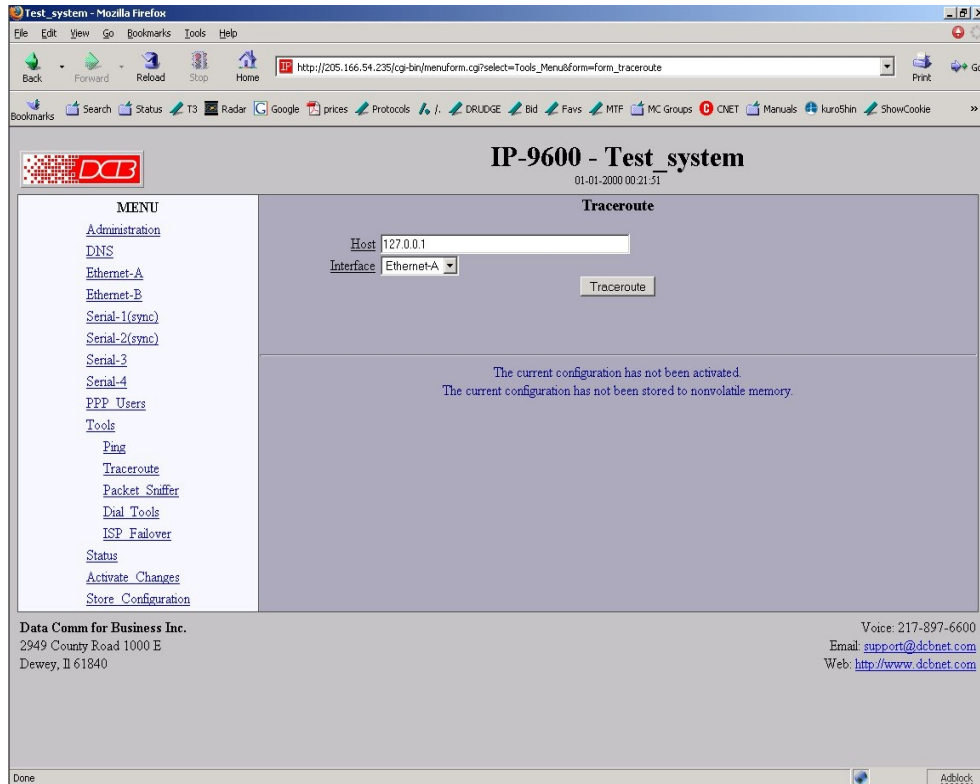 Test_system - Mozilla Firefox
File Edit View Go Bookmarks Tools Help
Back Forward Reload Stop Home IP http://205.166.54.235/cgi-bin/menuform.cgi?select=Tools_Menu&form=form_traceroute Print Go
Bookmarks Search Status T3 Radar Google prices Protocols /. DRUDGE Bid Favs MTF MC Groups CNET Manuals kuro5hin ShowCookie »
DCB
IP-9600 - Test_system
01-01-2000 00:21:51
MENU
Administration
DNS
Ethernet-A
Ethernet-B
Serial-1(sync)
Serial-2(sync)
Serial-3
Serial-4
PPP Users
Tools
Ping
Traceroute
Packet Sniffer
Dial Tools
ISP Failover
Status
Activate Changes
Store Configuration
Traceroute
Host 127.0.0.1
Interface Ethernet-A
Traceroute
The current configuration has not been activated.
The current configuration has not been stored to nonvolatile memory.
Data Comm for Business Inc.
2949 County Road 1000 E
Dewey, Il 61840
Voice: 217-897-6600
Email: support@dcbnet.com
Web: http://www.dcbnet.com
Done Adblock